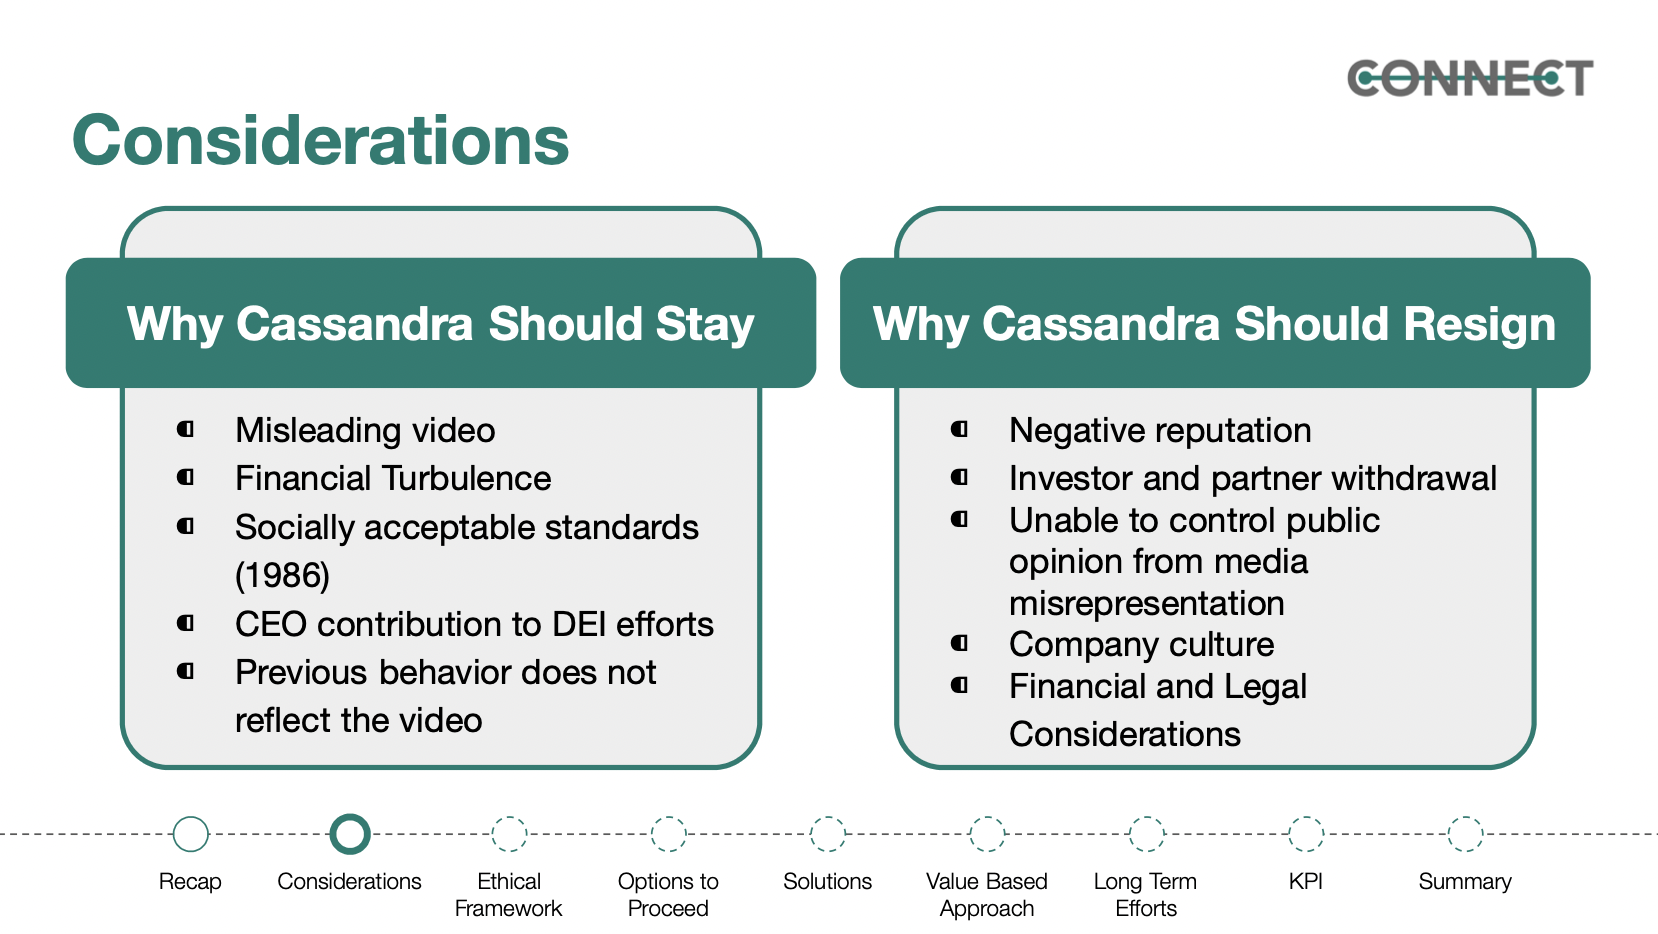 CONNECT
Considerations
Why Cassandra Should Stay
Misleading video
Financial Turbulence
Socially acceptable standards
(1986)
CEO contribution to DEI efforts
Previous behavior does not
reflect the video
Why Cassandra Should Resign
Negative reputation
Investor and partner withdrawal
Unable to control public
opinion from media
misrepresentation
Company culture
Financial and Legal
Considerations
Recap
Considerations
Ethical
Framework
Options to
Proceed
Solutions
Value Based
Approach
Long Term
Efforts
KPI
Summary